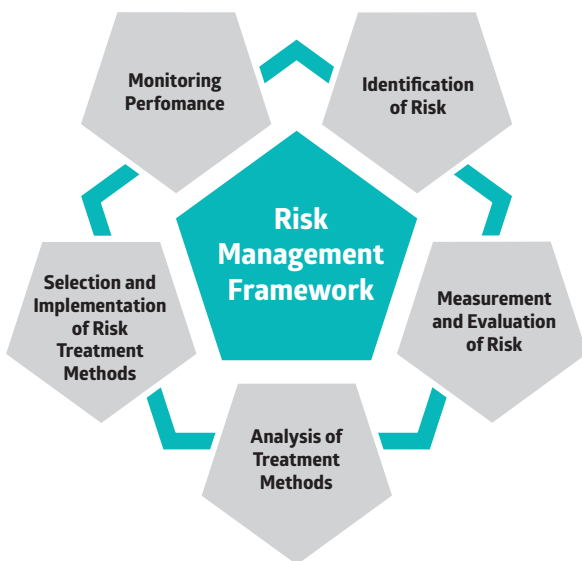 Monitoring
Perfomance
Identification
of Risk
Risk
Management
Framework
Selection and
Implementation
of Risk
Treatment
Methods
Measurement
and Evaluation
of Risk
Analysis of
Treatment
Methods